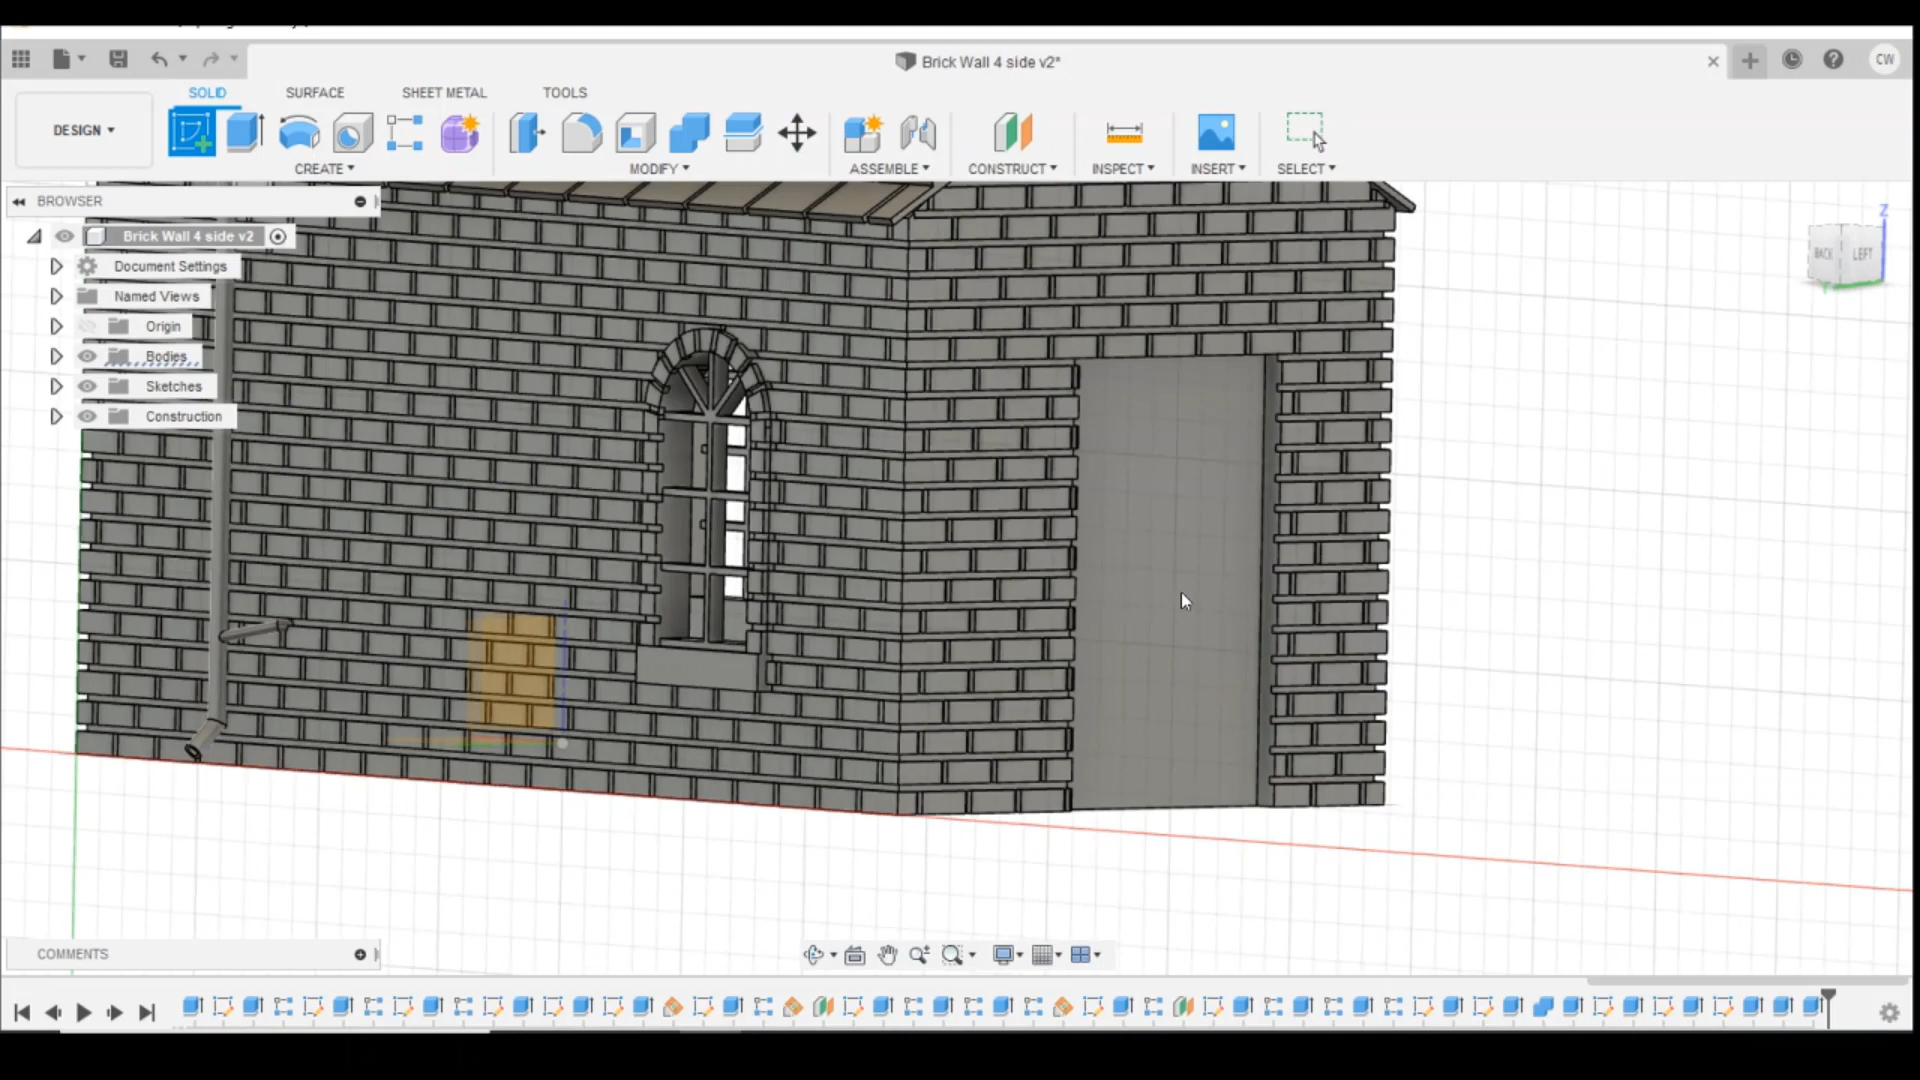 Brick Wall 4 side v2*
CW
SOLID
SURFACE
SHEET METAL
TOOLS
DESIGN
CREATE
MODIFY
ASSEMBLE
CONSTRUCT
INSPECT
INSERT
SELECT
BROWSER
Brick Wall 4 side v2
Document Settings
Named Views
Origin
Bodies
Sketches
Construction
Z
BACK
LEFT
Y
COMMENTS